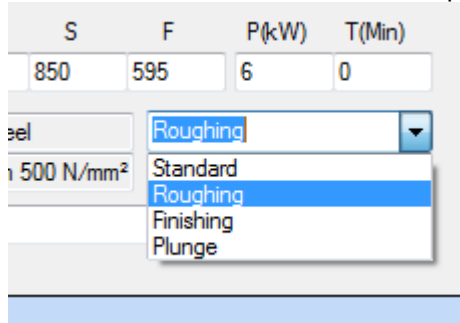 S F P(kW) T(Min)
850 595 6 0
eel Roughing
500 N/mm² Standard
Roughing
Finishing
Plunge